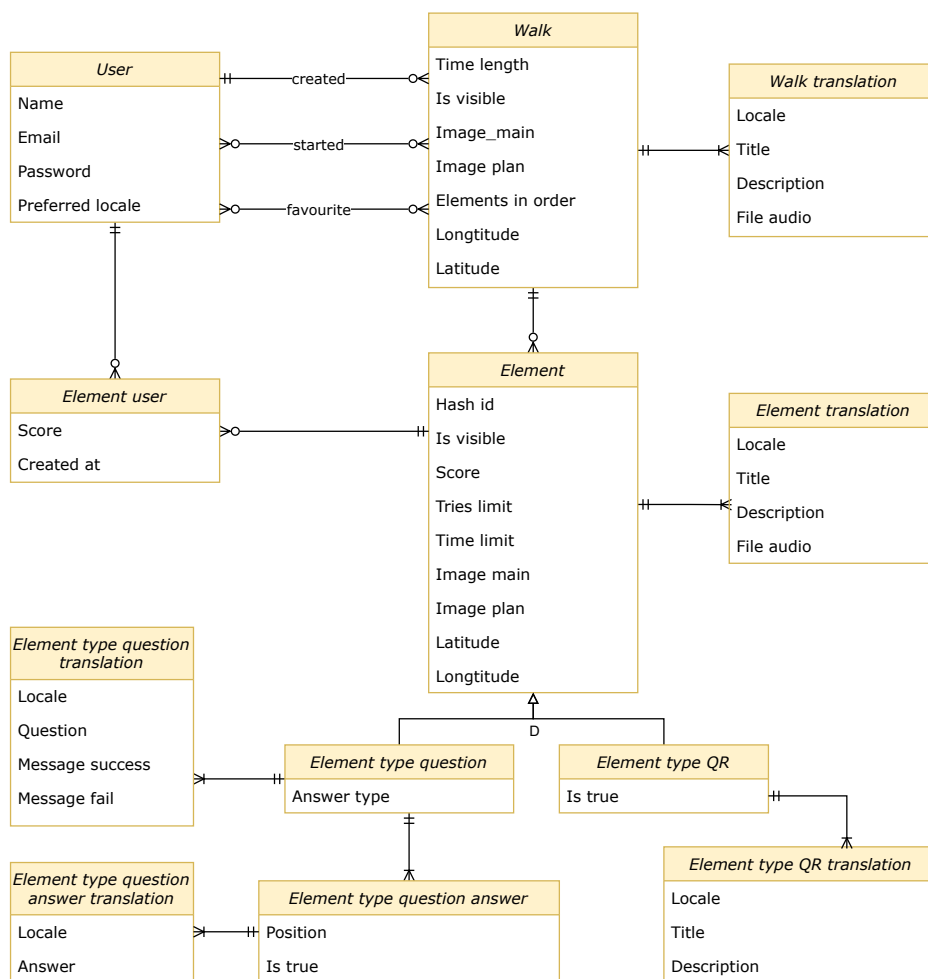 Walk
Time length
Is visible
Image_main
Image plan
Elements in order
Longtitude
Latitude
User
Name
Email
Password
Preferred locale
created
started
favourite
Walk translation
Locale
Title
Description
File audio
Element user
Score
Created at
Element
Hash id
Is visible
Score
Tries limit
Time limit
Image main
Image plan
Latitude
Longtitude
Element translation
Locale
Title
Description
File audio
D
Element type question
translation
Locale
Question
Message success
Message fail
Element type question
Answer type
Element type QR
Is true
Element type question
answer translation
Locale
Answer
Element type question answer
Position
Is true
Element type QR translation
Locale
Title
Description